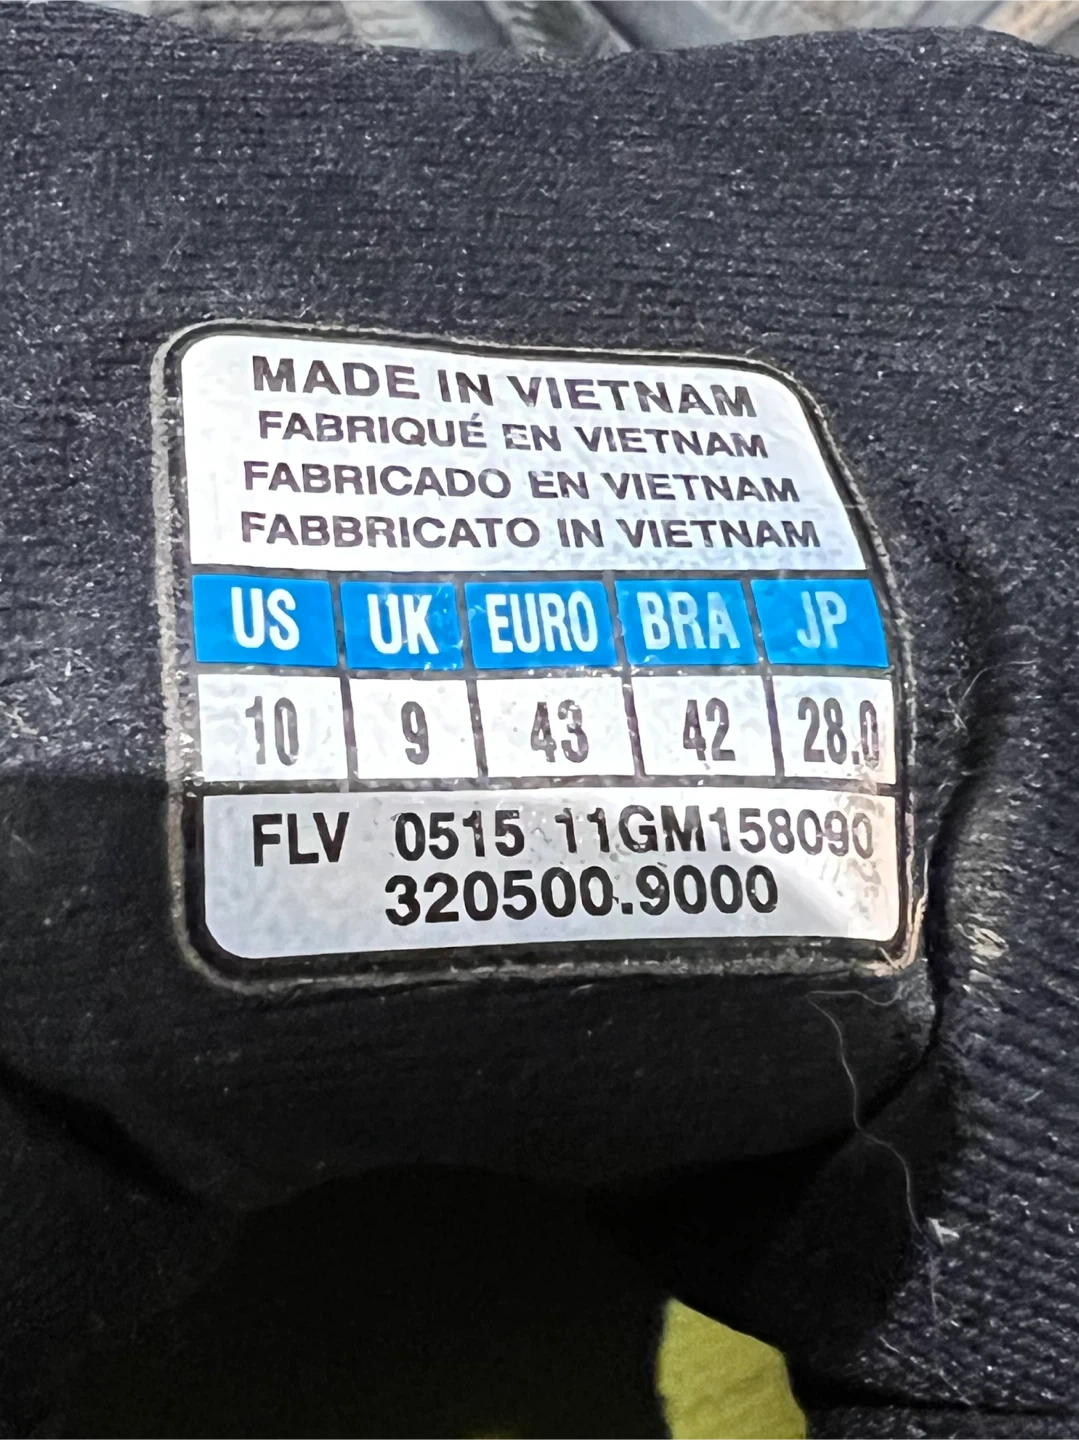 MADE IN VIETNAM
FABRIQUÉ EN VIETNAM
FABRICADO EN VIETNAM
FABBRICATO IN VIETNAM
US UK EURO BRA JP
10 9 43 42 28.0
FLV 0515 11GM158090
320500.9000